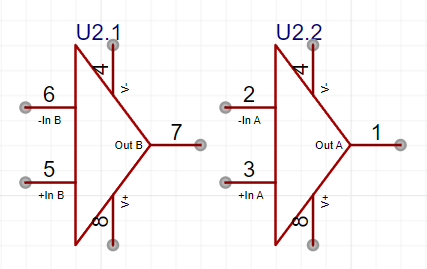 U2.1 U2.2
4 4
V- V-
6 2
-In B -In A
7 1
Out B Out A
5 3
+In B +In A
8 8
V+ V+